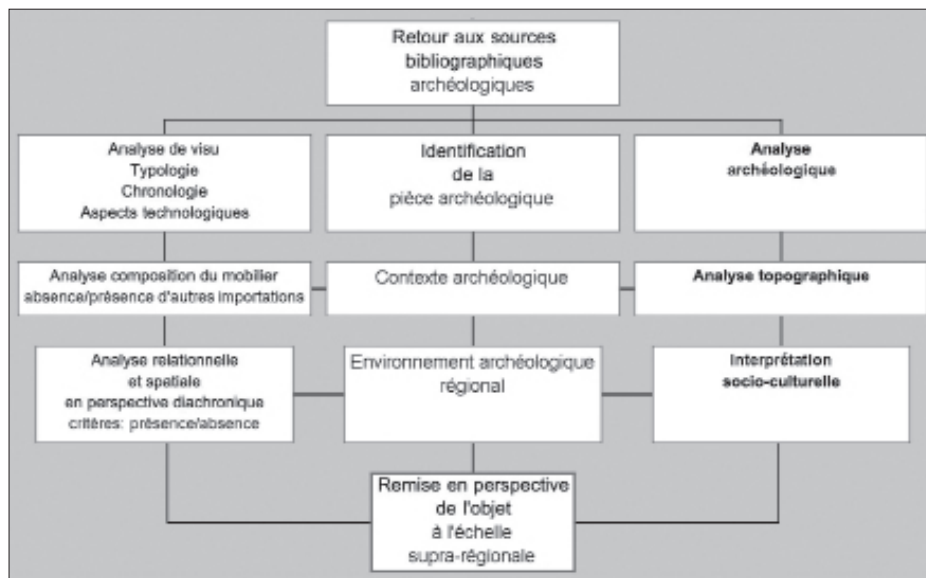 Retour aux sources
bibliographiques
archéologiques
Analyse de visu
Typologie
Chronologie
Aspects technologiques
Identification
de la
pièce archéologique
Analyse
archéologique
Analyse composition du mobilier
absence/présence d'autres importations
Contexte archéologique
Analyse topographique
Analyse relationnelle
et spatiale
en perspective diachronique
critères: présence/absence
Environnement archéologique
régional
Interprétation
socio-culturelle
Remise en perspective
de l'objet
à l'échelle
supra-régionale